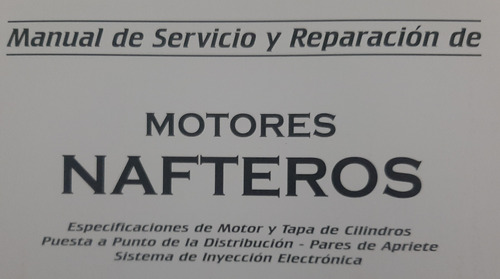 Manual de Servicio y Reparación de
MOTORES
NAFTEROS
Especificaciones de Motor y Tapa de Cilindros
Puesta a Punto de la Distribución - Pares de Apriete
Sistema de Inyección Electrónica